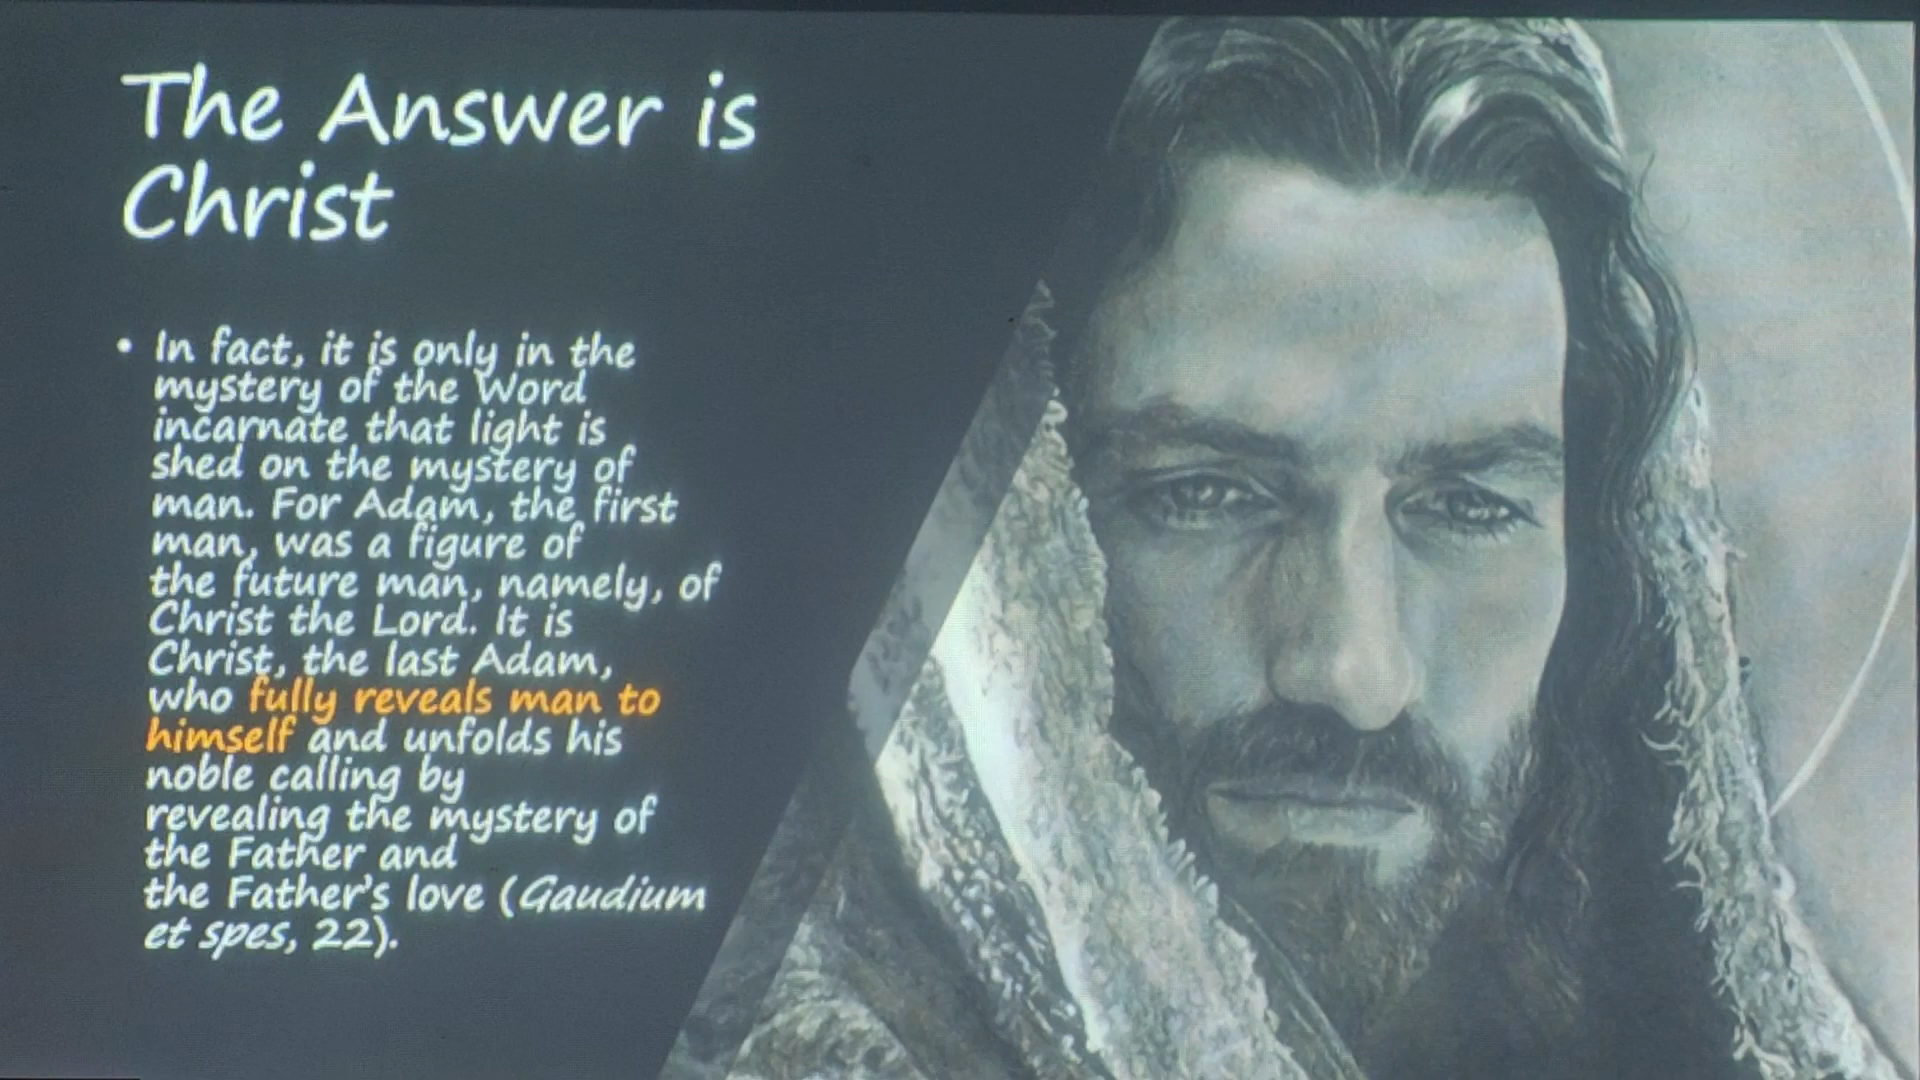 The Answer is
Christ
• In fact, it is only in the
mystery of the Word
incarnate that light is
shed on the mystery of
man. For Adam, the first
man, was a figure of
the future man, namely, of
Christ the Lord. It is
Christ, the last Adam,
who fully reveals man to
himself and unfolds his
noble calling by
revealing the mystery of
the Father and
the Father's love (Gaudium
et spes, 22).